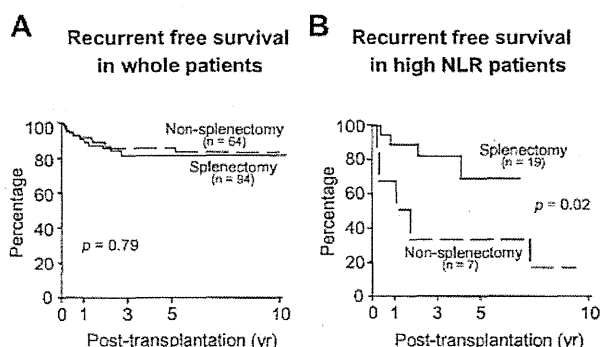 A
Recurrent free survival
in whole patients
Percentage
100
80
60
40
20
0
Non-splenectomy
(n = 64)
Splenectomy
(n = 94)
p = 0.79
0 1 3 5 10
Post-transplantation (yr)
B
Recurrent free survival
in high NLR patients
Percentage
100
80
60
40
20
0
Splenectomy
(n = 19)
p = 0.02
Non-splenectomy
(n = 7)
0 1 5 10
Post-transplantation (yr)